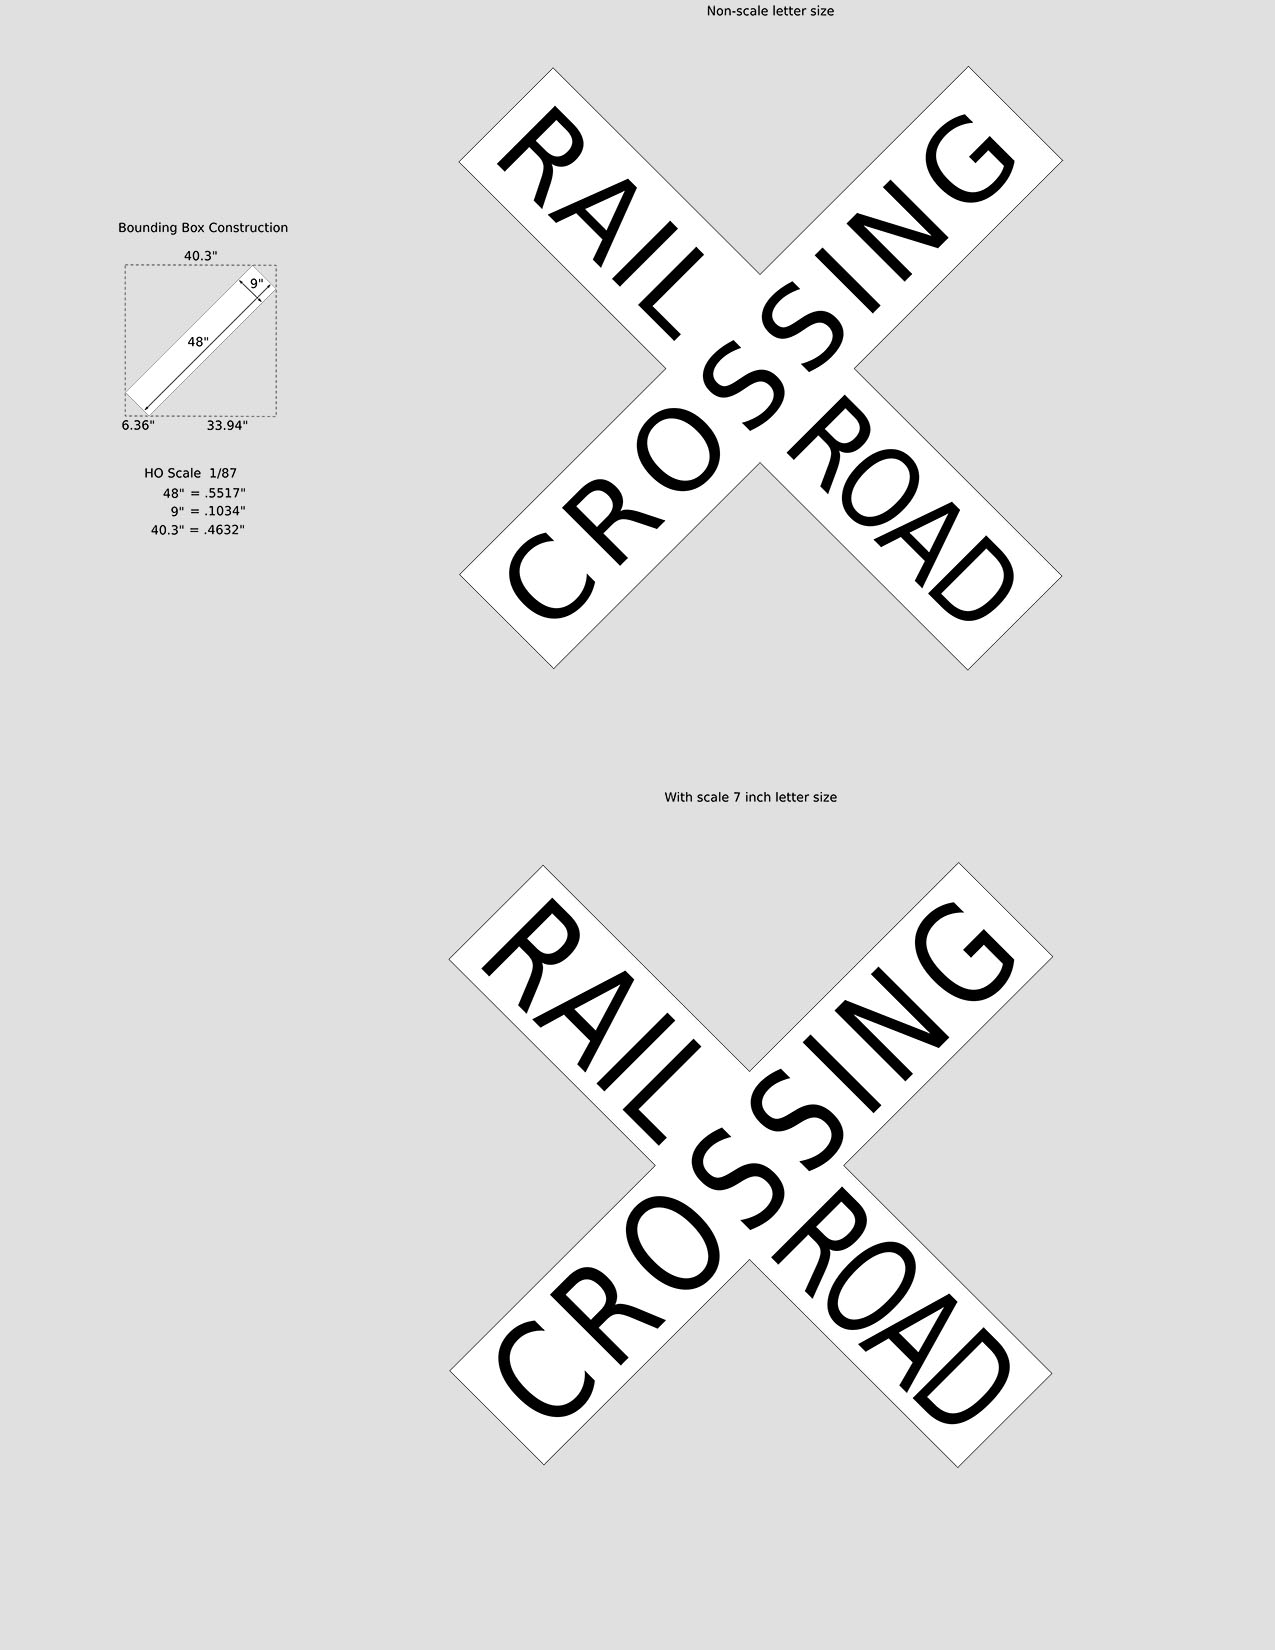 Non-scale letter size
RAIL ROAD
CROSSING
Bounding Box Construction
40.3"
9"
48"
6.36" 33.94"
HO Scale 1/87
48" = .5517"
9" = .1034"
40.3" = .4632"
With scale 7 inch letter size
RAIL ROAD
CROSSING